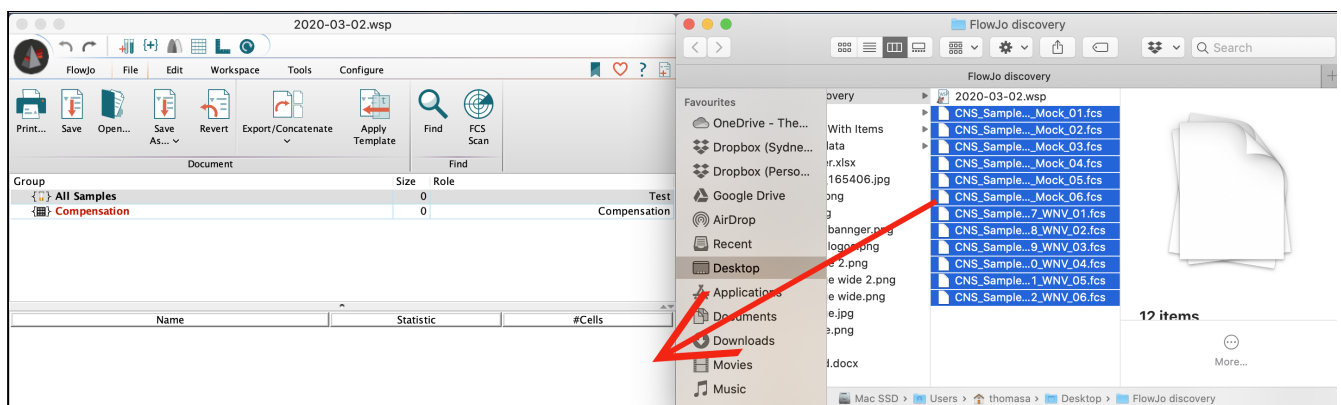 2020-03-02.wsp
FlowJo File Edit Workspace Tools Configure
Print... Save Open... Save As... Revert Export/Concatenate Apply Template Find FCS Scan
Document Find
Group Size Role
All Samples 0 Test
Compensation 0 Compensation
Name Statistic #Cells
FlowJo discovery
Search
FlowJo discovery
Favourites
OneDrive - The...
Dropbox (Sydne...
Dropbox (Perso...
Google Drive
AirDrop
Recent
Desktop
Applications
Documents
Downloads
Movies
Music
overy
With Items
data
er.xlsx
165406.jpg
ong
g
bannger.png
logos.png
e 2.png
e wide 2.png
e wide.png
e.jpg
e.png
d.docx
2020-03-02.wsp
CNS_Sample..._Mock_01.fcs
CNS_Sample..._Mock_02.fcs
CNS_Sample..._Mock_03.fcs
CNS_Sample..._Mock_04.fcs
CNS_Sample..._Mock_05.fcs
CNS_Sample..._Mock_06.fcs
CNS_Sample...7_WNV_01.fcs
CNS_Sample...8_WNV_02.fcs
CNS_Sample...9_WNV_03.fcs
CNS_Sample...0_WNV_04.fcs
CNS_Sample...1_WNV_05.fcs
CNS_Sample...2_WNV_06.fcs
12 items
More...
Mac SSD › Users › thomasa › Desktop › FlowJo discovery